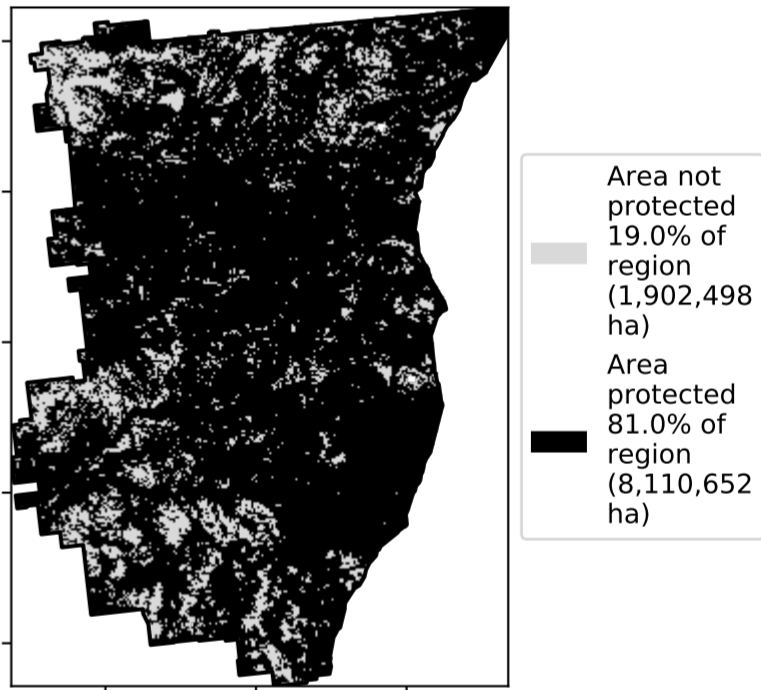 Area not
protected
19.0% of
region
(1,902,498
ha)
Area
protected
81.0% of
region
(8,110,652
ha)